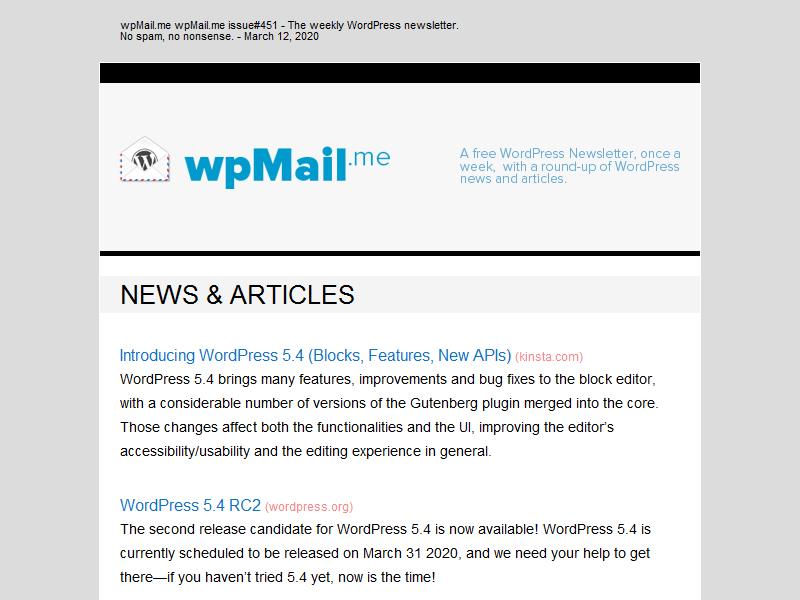 wpMail.me wpMail.me issue#451 - The weekly WordPress newsletter.
No spam, no nonsense. - March 12, 2020
wpMail.me
A free WordPress Newsletter, once a
week, with a round-up of WordPress
news and articles.
NEWS & ARTICLES
Introducing WordPress 5.4 (Blocks, Features, New APIs) (kinsta.com)
WordPress 5.4 brings many features, improvements and bug fixes to the block editor,
with a considerable number of versions of the Gutenberg plugin merged into the core.
Those changes affect both the functionalities and the UI, improving the editor's
accessibility/usability and the editing experience in general.
WordPress 5.4 RC2 (wordpress.org)
The second release candidate for WordPress 5.4 is now available! WordPress 5.4 is
currently scheduled to be released on March 31 2020, and we need your help to get
there—if you haven't tried 5.4 yet, now is the time!